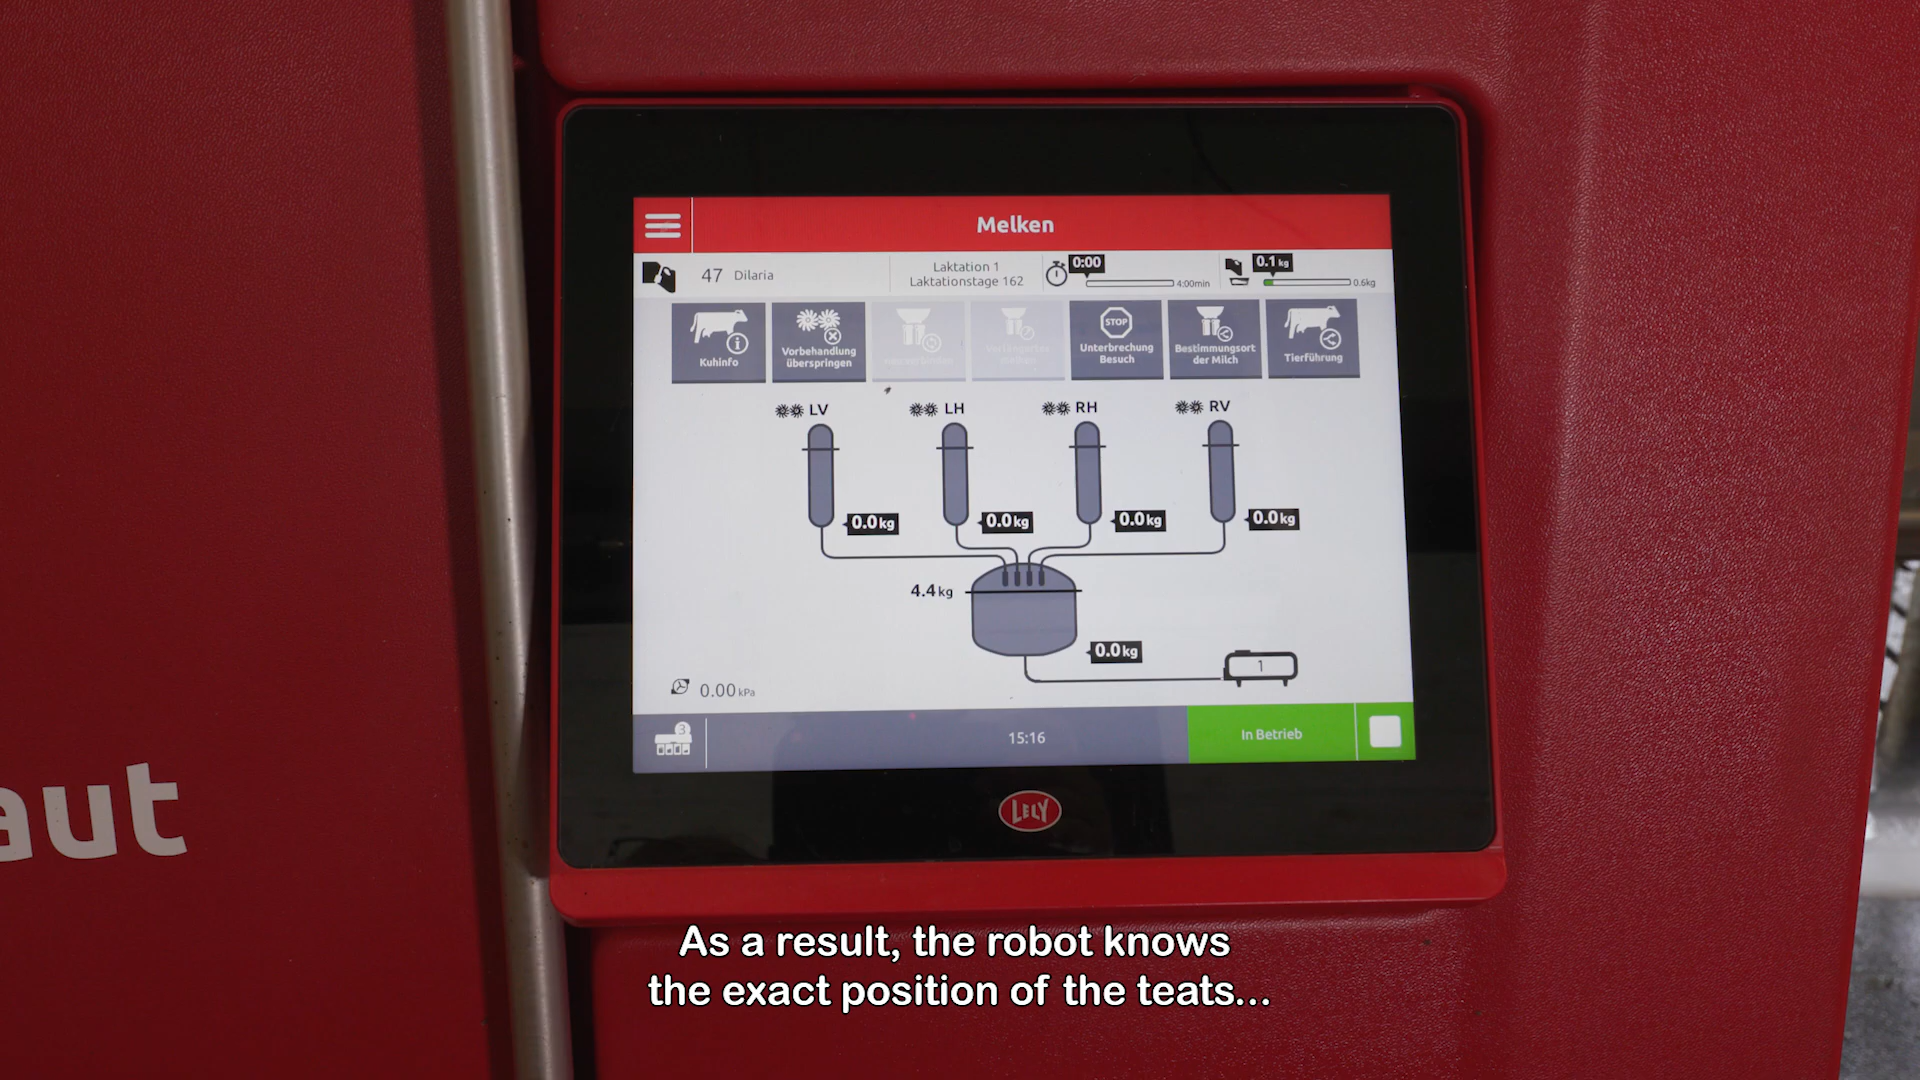 Melken
47 Dilaria
Laktation 1
Laktationstage 162
0:00
4:00min
0.1 kg
0.6kg
Kuhinfo
Vorbehandlung
überspringen
STOP
Unterbrechung
Besuch
Bestimmungsort
der Milch
Tierführung
LV
LH
RH
RV
0.0kg
0.0kg
0.0kg
0.0kg
4.4kg
0.0kg
1
0.00 kPa
3
15:16
In Betrieb
LELY
aut
As a result, the robot knows
the exact position of the teats...